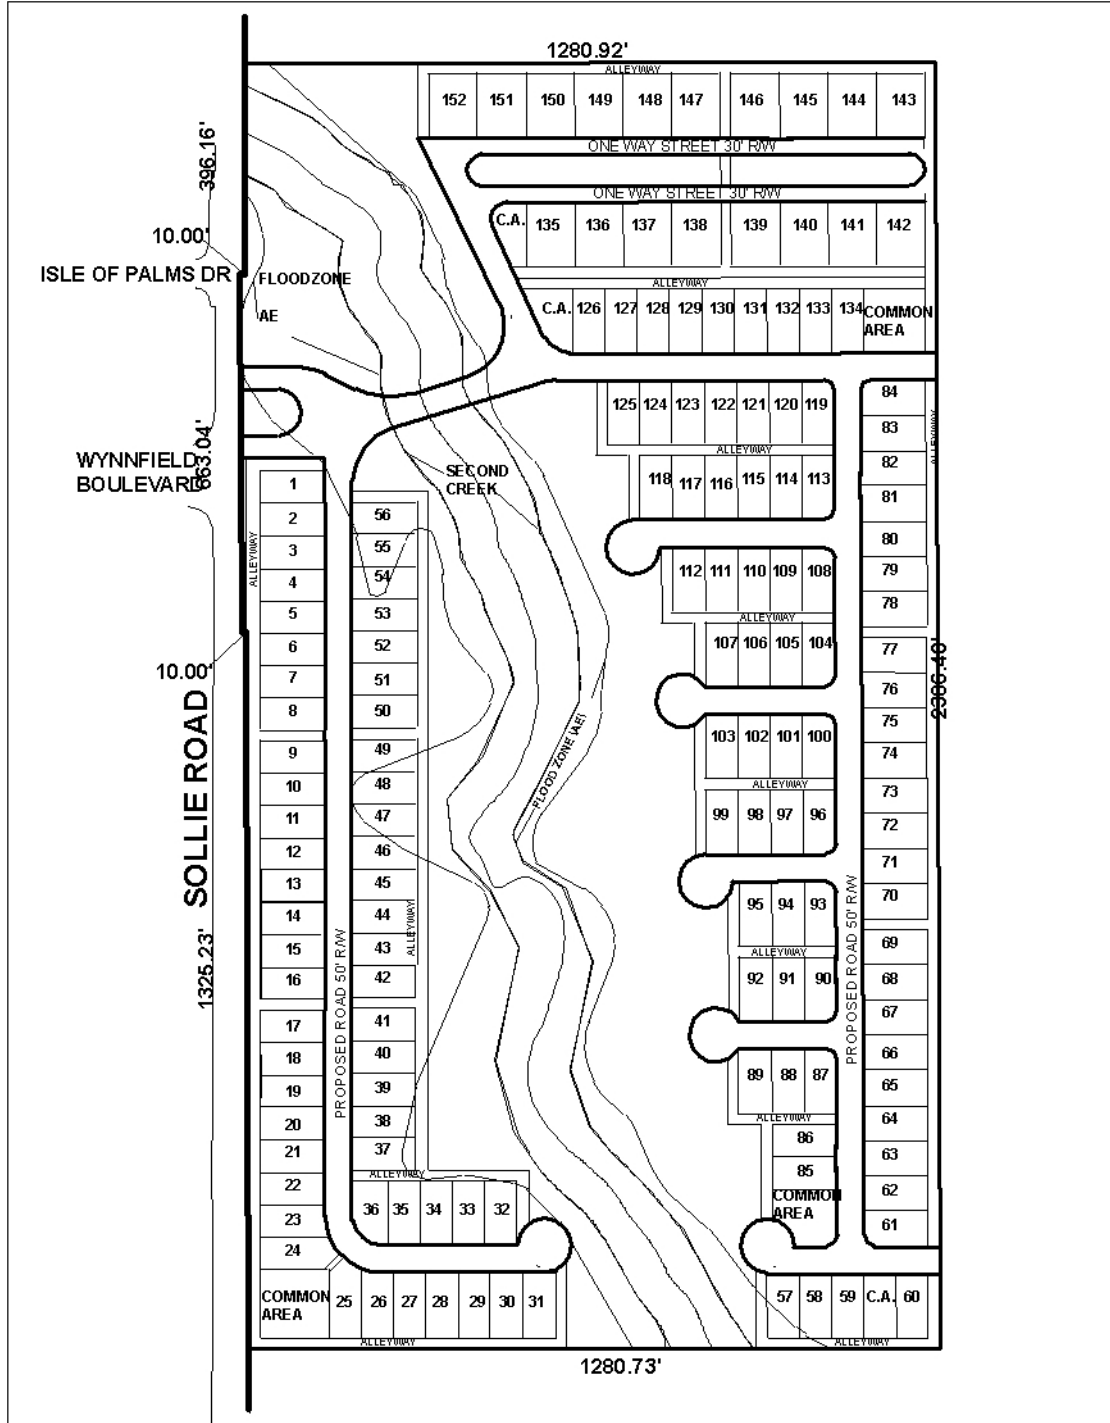 1280.92'
ALLEYWAY
152 151 150 149 148 147 146 145 144 143
ONE WAY STREET 30' R/W
396.16'
ONE WAY STREET 30' R/W
C.A. 135 136 137 138 139 140 141 142
10.00'
ISLE OF PALMS DR
FLOODZONE
AE
ALLEYWAY
C.A. 126 127 128 129 130 131 132 133 134 COMMON
AREA
125 124 123 122 121 120 119
ALLEYWAY
118 117 116 115 114 113
84
83
82
81
80
79
78
ALLEYWAY
WYNNFIELD
BOULEVARD
663.04'
SECOND
CREEK
1
2
3
4
5
6
7
8
ALLEYWAY
56
55
54
53
52
51
50
112 111 110 109 108
ALLEYWAY
107 106 105 104
77
76
75
74
73
72
71
70
2386.40'
10.00'
SOLLIE ROAD
1325.23'
FLOOD ZONE (AE)
103 102 101 100
ALLEYWAY
99 98 97 96
9
10
11
12
13
14
15
16
49
48
47
46
45
44
43
42
ALLEYWAY
PROPOSED ROAD 50' R/W
95 94 93
ALLEYWAY
92 91 90
PROPOSED ROAD 50' R/W
69
68
67
66
65
64
63
62
61
17
18
19
20
21
22
23
24
41
40
39
38
37
ALLEYWAY
36 35 34 33 32
89 88 87
ALLEYWAY
86
85
COMMON
AREA
COMMON
AREA
25 26 27 28 29 30 31
ALLEYWAY
57 58 59 C.A. 60
ALLEYWAY
1280.73'